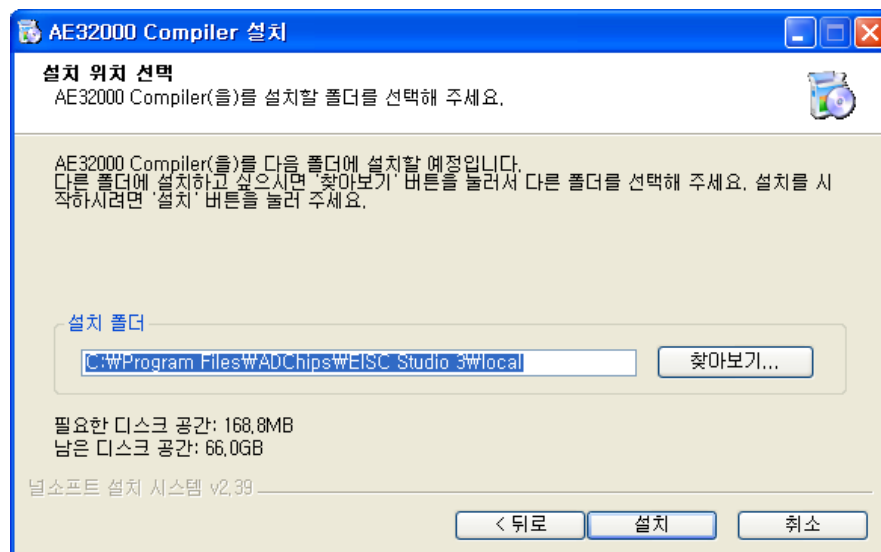 AE32000 Compiler 설치
설치 위치 선택
AE32000 Compiler(을)를 설치할 폴더를 선택해 주세요.
AE32000 Compiler(을)를 다음 폴더에 설치할 예정입니다.
다른 폴더에 설치하고 싶으시면 '찾아보기' 버튼을 눌러서 다른 폴더를 선택해 주세요. 설치를 시
작하시려면 '설치' 버튼을 눌러 주세요.
설치 폴더
C:₩Program Files₩ADChips₩EISC Studio 3₩local
찾아보기...
필요한 디스크 공간: 168.8MB
남은 디스크 공간: 66.0GB
널소프트 설치 시스템 v2.39
< 뒤로
설치
취소